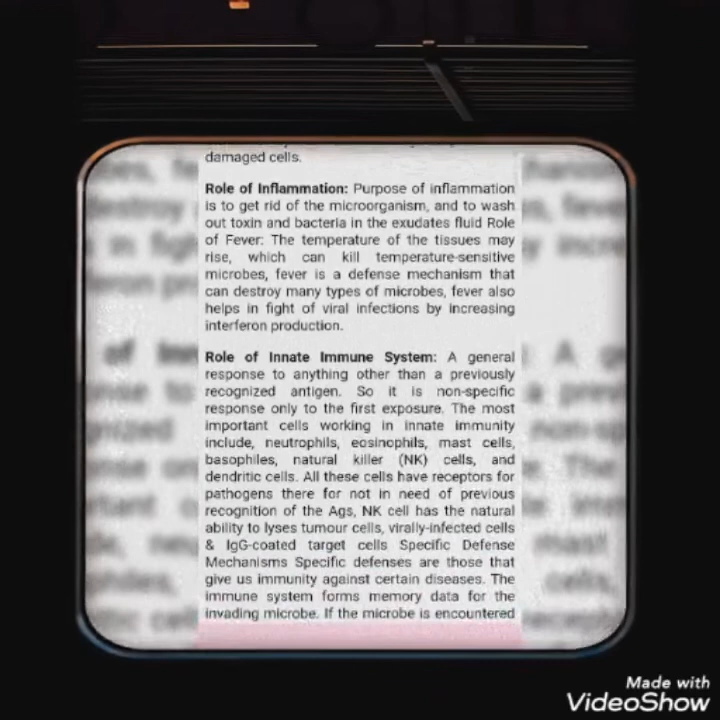 damaged cells.
Role of Inflammation: Purpose of inflammation
is to get rid of the microorganism, and to wash
out toxin and bacteria in the exudates fluid Role
of Fever: The temperature of the tissues may
rise, which can kill temperature-sensitive
microbes, fever is a defense mechanism that
can destroy many types of microbes, fever also
helps in fight of viral infections by increasing
interferon production.
Role of Innate Immune System: A general
response to anything other than a previously
recognized antigen. So it is non-specific
response only to the first exposure. The most
important cells working in innate immunity
include, neutrophils, eosinophils, mast cells,
basophiles, natural killer (NK) cells, and
dendritic cells. All these cells have receptors for
pathogens there for not in need of previous
recognition of the Ags, NK cell has the natural
ability to lyses tumour cells, virally-infected cells
& IgG-coated target cells Specific Defense
Mechanisms Specific defenses are those that
give us immunity against certain diseases. The
immune system forms memory data for the
invading microbe. If the microbe is encountered
Made with
VideoShow